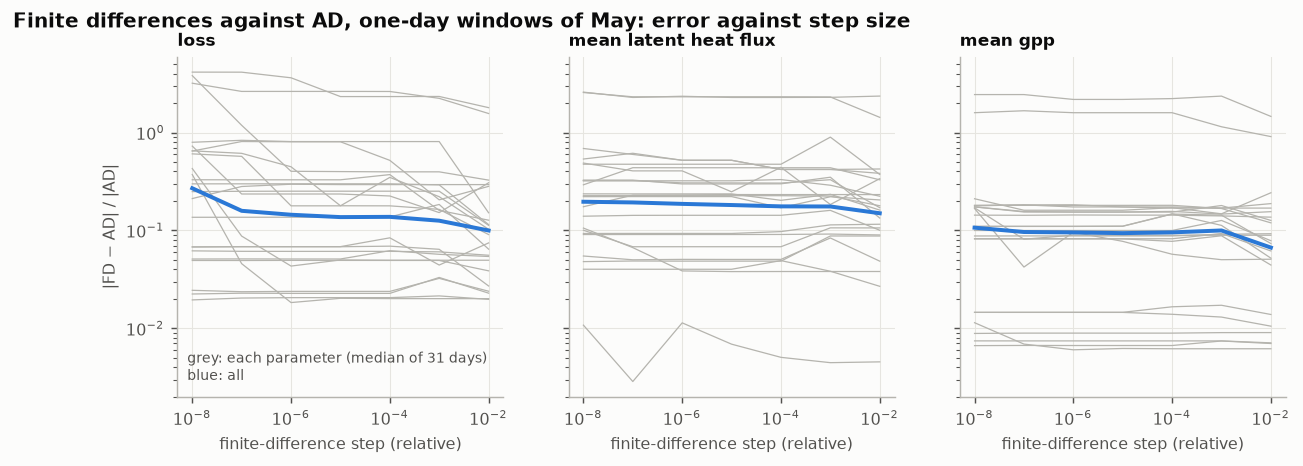 Finite differences against AD, one-day windows of May: error against step size
loss
mean latent heat flux
mean gpp
|FD − AD| / |AD|
10⁰
10⁻¹
10⁻²
grey: each parameter (median of 31 days)
blue: all
10⁻⁸ 10⁻⁶ 10⁻⁴ 10⁻²
10⁻⁸ 10⁻⁶ 10⁻⁴ 10⁻²
10⁻⁸ 10⁻⁶ 10⁻⁴ 10⁻²
finite-difference step (relative)
finite-difference step (relative)
finite-difference step (relative)